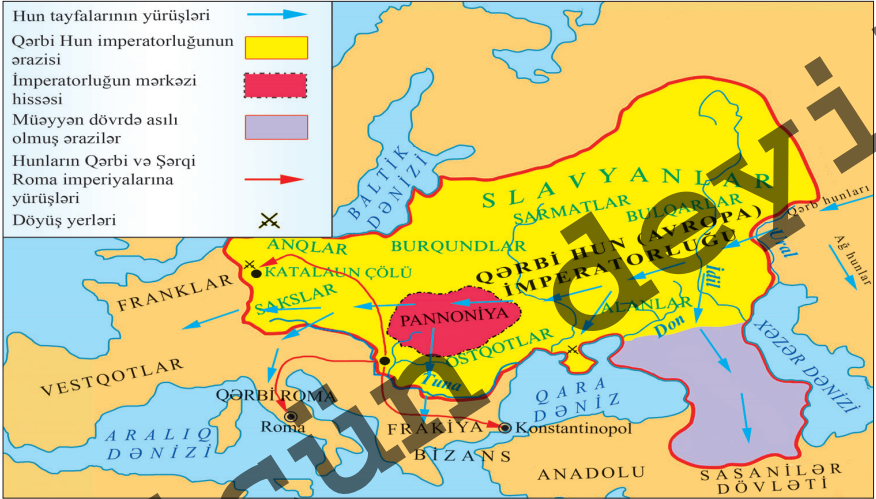 Hun tayfalarının yürüşləri
Qərbi Hun imperatorluğunun
ərazisi
İmperatorluğun mərkəzi
hissəsi
Müəyyən dövrdə asılı
olmuş ərazilər
Hunların Qərbi və Şərqi
Roma imperiyalarına
yürüşləri
Döyüş yerləri
BALTİK
DƏNİZİ
SLAVYANLAR
SARMATLAR
BULQARLAR
Qərb hunları
Ağ hunlar
ANQLAR
BURQUNDLAR
QƏRBİ HUN (AVROPA)
İMPERATORLUĞU
Ural
İdil
KATALAUN ÇÖLÜ
FRANKLAR
SAKSLAR
PANNONİYA
ALANLAR
Don
XƏZƏR DƏNİZİ
OSTQOTLAR
VESTQOTLAR
Tuna
QƏRBİ ROMA
Roma
QARA
DƏNİZ
FRAKİYA
Konstantinopol
ARALIQ
DƏNİZİ
BİZANS
ANADOLU
SASANİLƏR
DÖVLƏTİ
üçün deyil